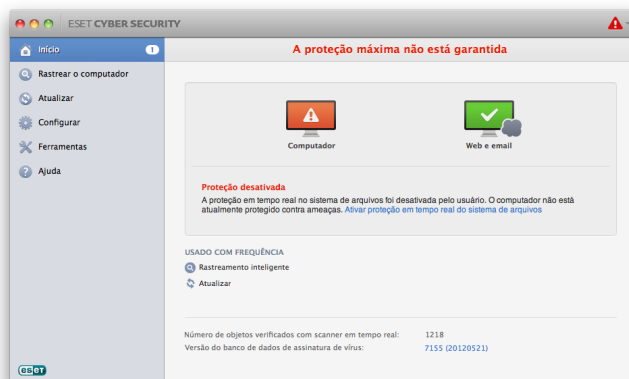 ESET CYBER SECURITY
Início 1
A proteção máxima não está garantida
Rastrear o computador
Atualizar
Configurar
Ferramentas
Ajuda
Computador
Web e email
Proteção desativada
A proteção em tempo real no sistema de arquivos foi desativada pelo usuário. O computador não está
atualmente protegido contra ameaças. Ativar proteção em tempo real do sistema de arquivos
USADO COM FREQUÊNCIA
Rastreamento inteligente
Atualizar
Número de objetos verificados com scanner em tempo real: 1218
Versão do banco de dados de assinatura de vírus: 7155 (20120521)
eseT